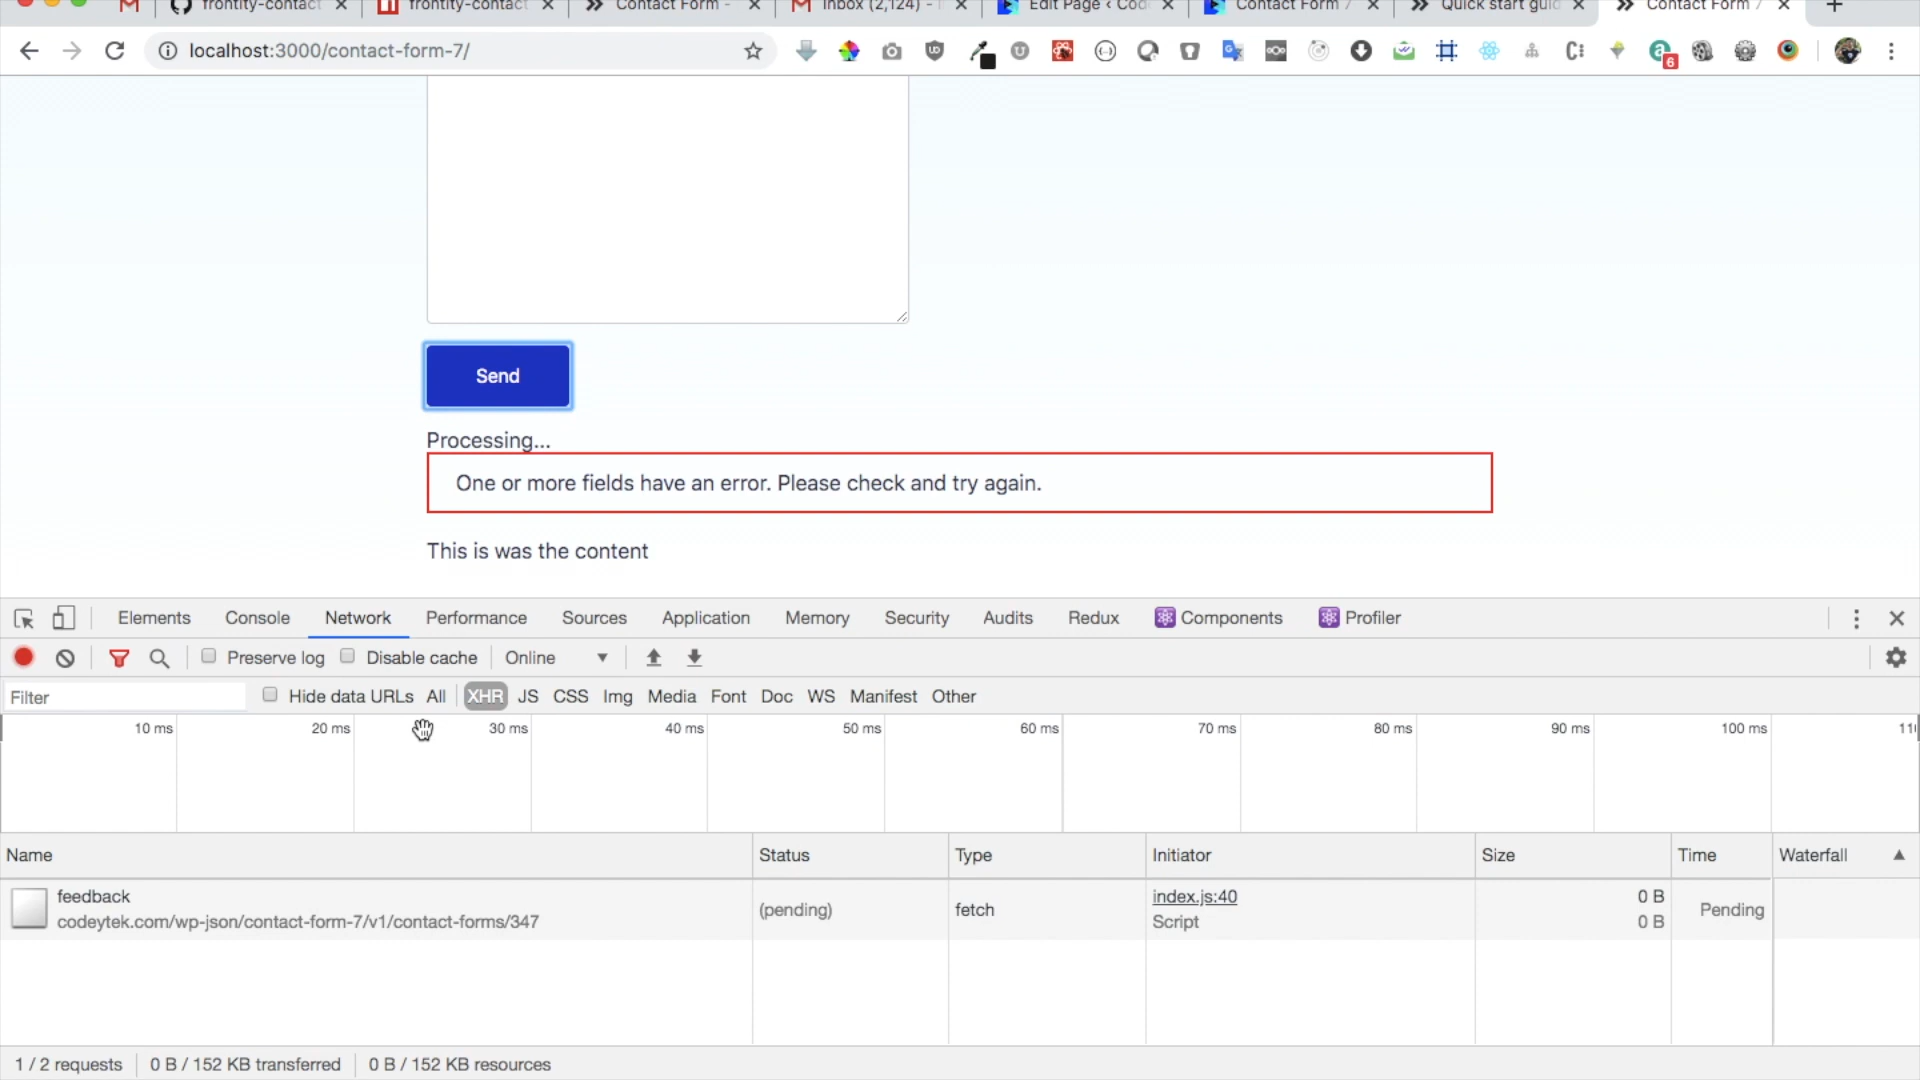 frontity-contact
frontity-contact
Contact Form -
Inbox (2,124) -
Edit Page ‹ Code
Contact Form 7
Quick start guid
Contact Form 7
localhost:3000/contact-form-7/
6
Send
Processing...
One or more fields have an error. Please check and try again.
This is was the content
Elements Console Network Performance Sources Application Memory Security Audits Redux Components Profiler
Preserve log Disable cache Online
Filter Hide data URLs All XHR JS CSS Img Media Font Doc WS Manifest Other
10 ms 20 ms 30 ms 40 ms 50 ms 60 ms 70 ms 80 ms 90 ms 100 ms
Name Status Type Initiator Size Time Waterfall
feedback
codeytek.com/wp-json/contact-form-7/v1/contact-forms/347
(pending)
fetch
index.js:40
Script
0 B
0 B
Pending
1 / 2 requests 0 B / 152 KB transferred 0 B / 152 KB resources